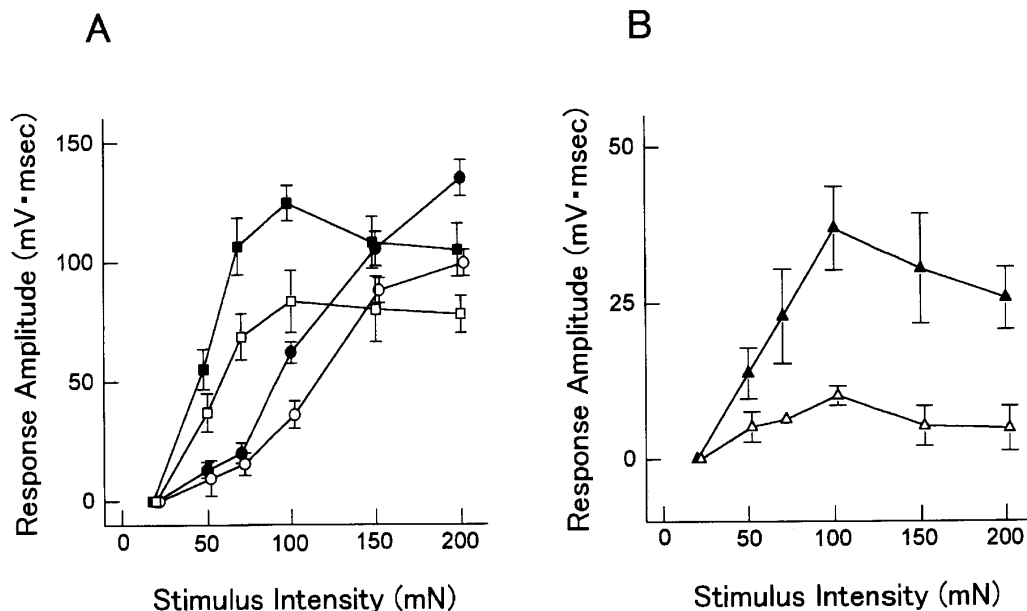 A
Response Amplitude (mV・msec)
150
100
50
0
0 50 100 150 200
Stimulus Intensity (mN)
B
Response Amplitude (mV・msec)
50
25
0
0 50 100 150 200
Stimulus Intensity (mN)